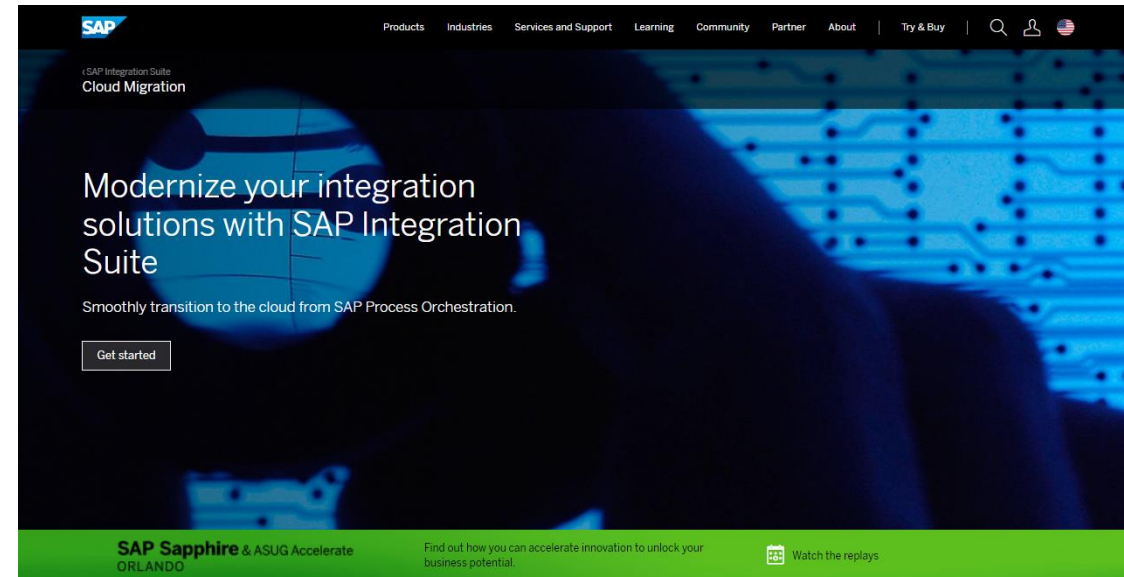 SAP
Products Industries Services and Support Learning Community Partner About | Try & Buy |
‹ SAP Integration Suite
Cloud Migration
Modernize your integration
solutions with SAP Integration
Suite
Smoothly transition to the cloud from SAP Process Orchestration.
Get started
SAP Sapphire & ASUG Accelerate
ORLANDO
Find out how you can accelerate innovation to unlock your
business potential.
Watch the replays